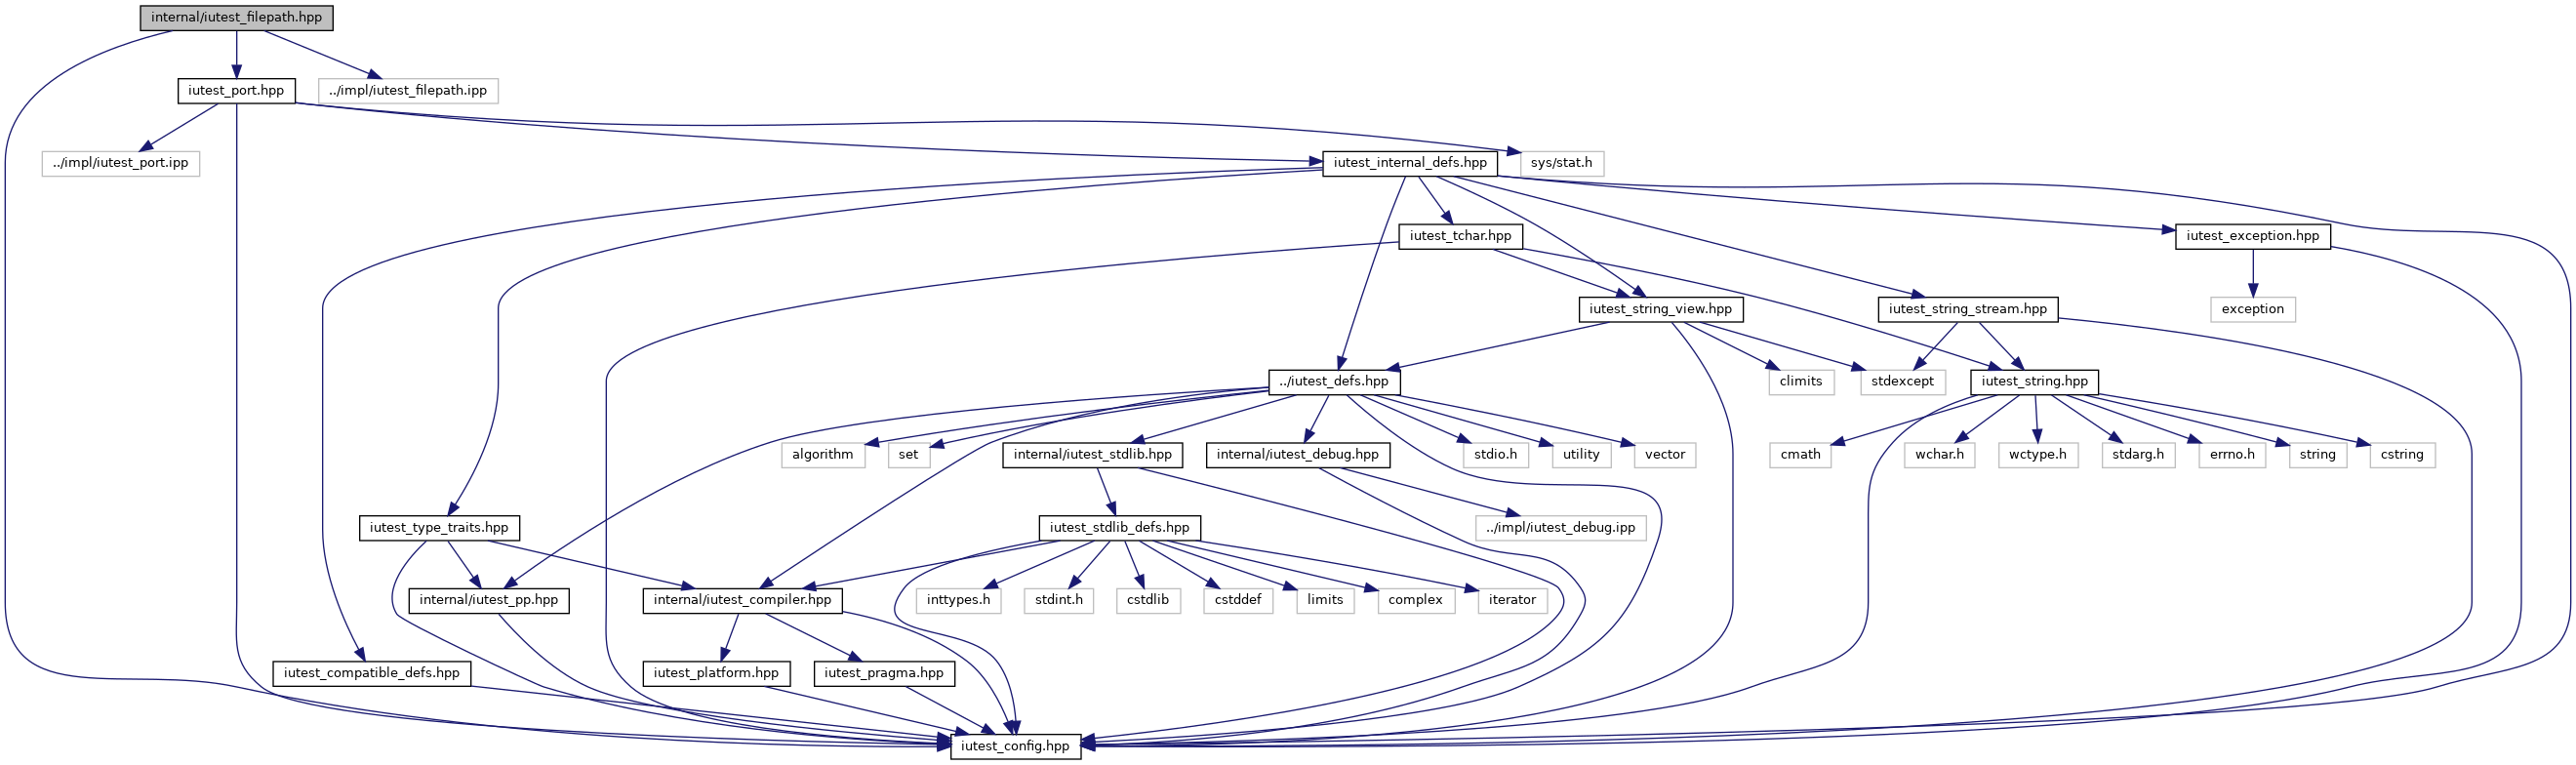 internal/iutest_filepath.hpp
iutest_port.hpp
../impl/iutest_filepath.ipp
../impl/iutest_port.ipp
iutest_internal_defs.hpp
sys/stat.h
iutest_tchar.hpp
iutest_exception.hpp
iutest_string_view.hpp
iutest_string_stream.hpp
exception
../iutest_defs.hpp
climits
stdexcept
iutest_string.hpp
algorithm
set
internal/iutest_stdlib.hpp
internal/iutest_debug.hpp
stdio.h
utility
vector
cmath
wchar.h
wctype.h
stdarg.h
errno.h
string
cstring
iutest_type_traits.hpp
iutest_stdlib_defs.hpp
../impl/iutest_debug.ipp
internal/iutest_pp.hpp
internal/iutest_compiler.hpp
inttypes.h
stdint.h
cstdlib
cstddef
limits
complex
iterator
iutest_compatible_defs.hpp
iutest_platform.hpp
iutest_pragma.hpp
iutest_config.hpp